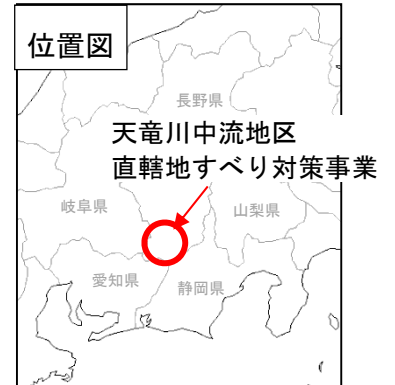 位置図
長野県
天竜川中流地区
直轄地すべり対策事業
岐阜県
山梨県
愛知県
静岡県